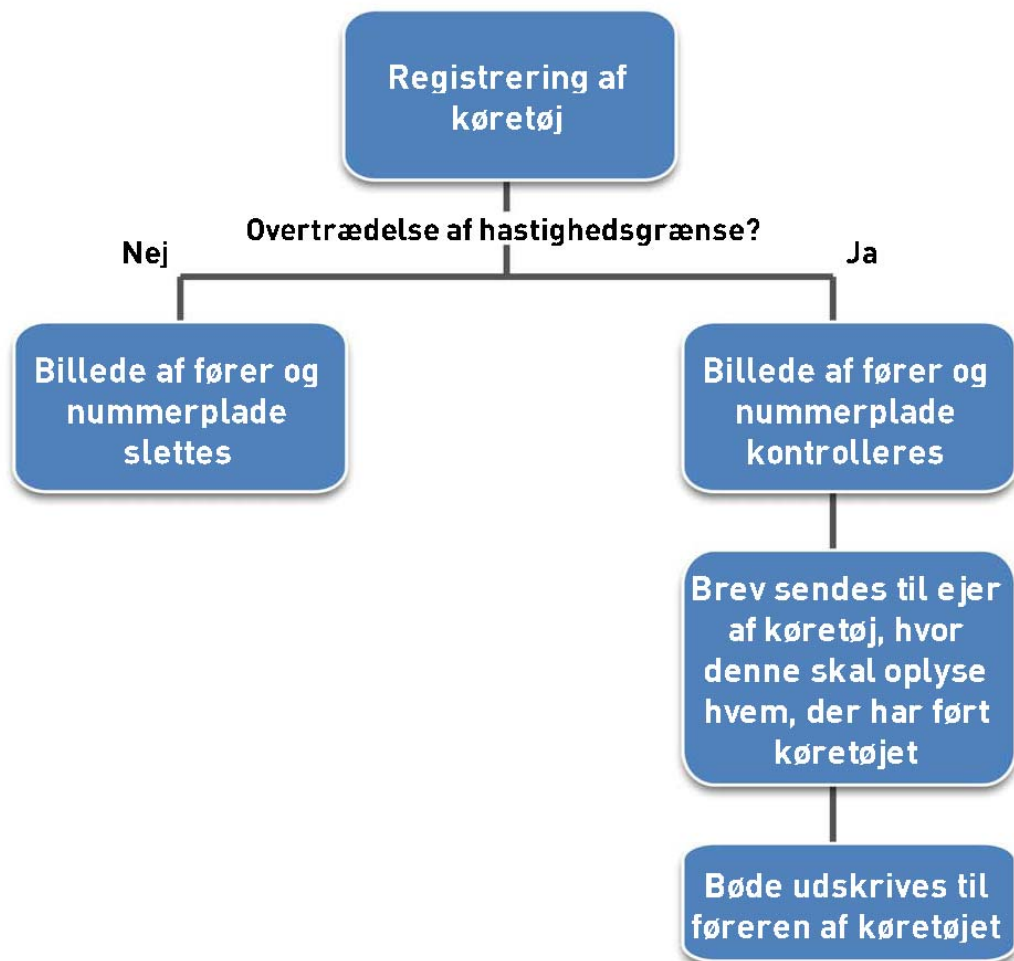 Registrering af
køretøj
Overtrædelse af hastighedsgrænse?
Nej
Ja
Billede af fører og
nummerplade
slettes
Billede af fører og
nummerplade
kontrolleres
Brev sendes til ejer
af køretøj, hvor
denne skal oplyse
hvem, der har ført
køretøjet
Bøde udskrives til
føreren af køretøjet